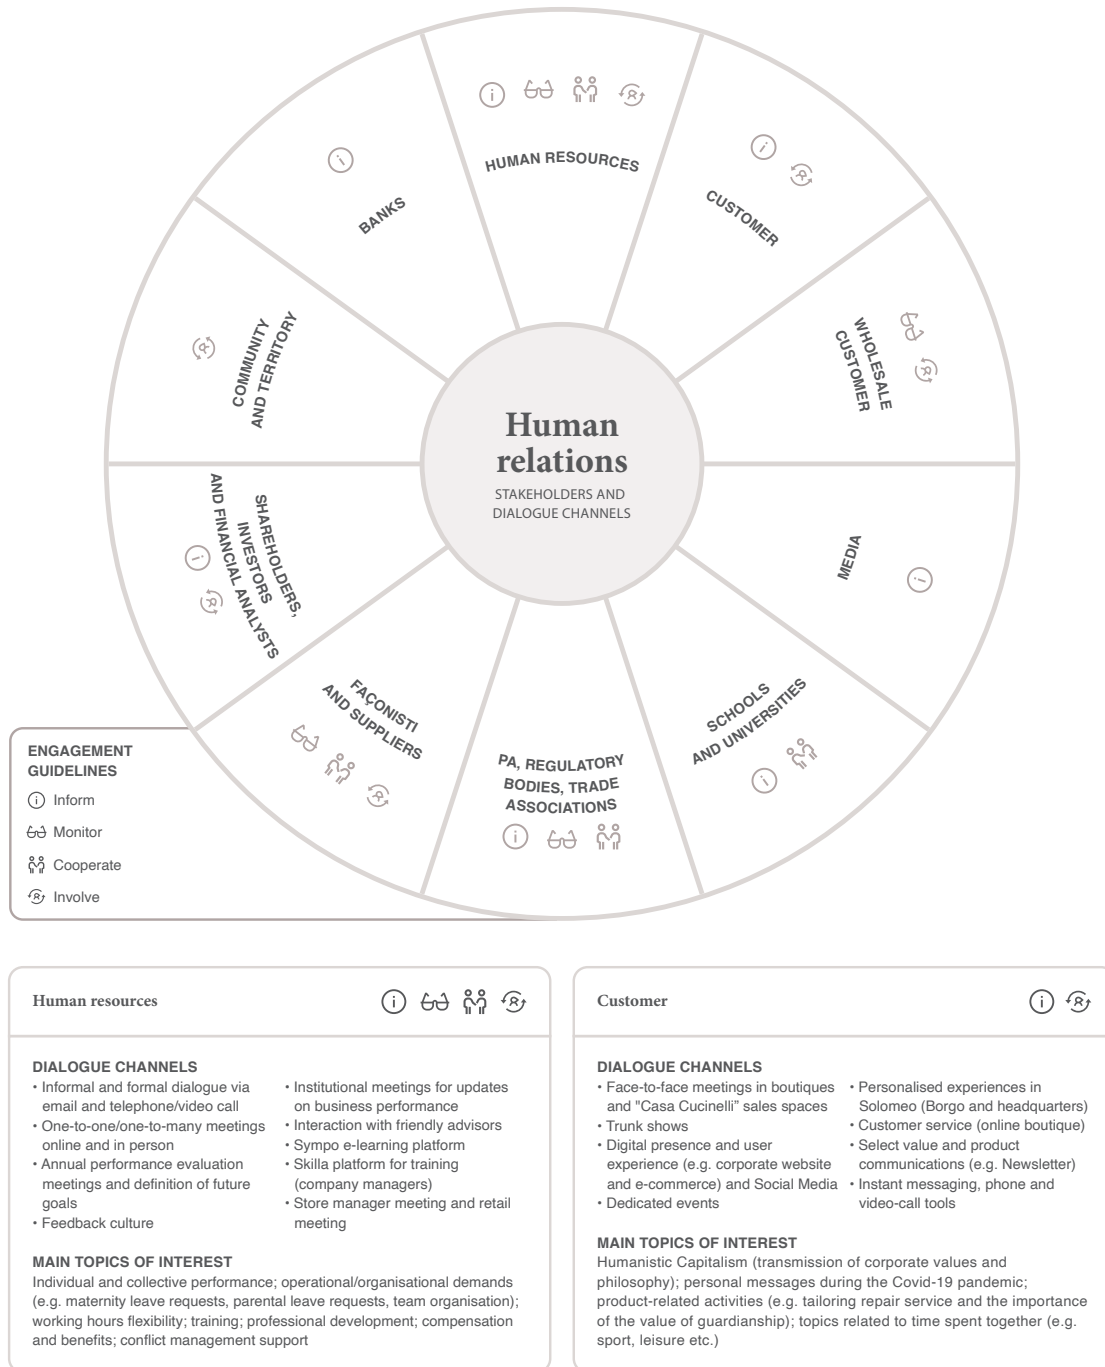 HUMAN RESOURCES
CUSTOMER
WHOLESALE
CUSTOMER
MEDIA
SCHOOLS
AND UNIVERSITIES
PA, REGULATORY
BODIES, TRADE
ASSOCIATIONS
FAÇONISTI
AND SUPPLIERS
SHAREHOLDERS,
INVESTORS
AND FINANCIAL ANALYSTS
COMMUNITY
AND TERRITORY
BANKS
Human
relations
STAKEHOLDERS AND
DIALOGUE CHANNELS
ENGAGEMENT
GUIDELINES
Inform
Monitor
Cooperate
Involve
Human resources
DIALOGUE CHANNELS
• Informal and formal dialogue via
email and telephone/video call
• One-to-one/one-to-many meetings
online and in person
• Annual performance evaluation
meetings and definition of future
goals
• Feedback culture
• Institutional meetings for updates
on business performance
• Interaction with friendly advisors
• Sympo e-learning platform
• Skilla platform for training
(company managers)
• Store manager meeting and retail
meeting
MAIN TOPICS OF INTEREST
Individual and collective performance; operational/organisational demands
(e.g. maternity leave requests, parental leave requests, team organisation);
working hours flexibility; training; professional development; compensation
and benefits; conflict management support
Customer
DIALOGUE CHANNELS
• Face-to-face meetings in boutiques
and "Casa Cucinelli” sales spaces
• Trunk shows
• Digital presence and user
experience (e.g. corporate website
and e-commerce) and Social Media
• Dedicated events
• Personalised experiences in
Solomeo (Borgo and headquarters)
• Customer service (online boutique)
• Select value and product
communications (e.g. Newsletter)
• Instant messaging, phone and
video-call tools
MAIN TOPICS OF INTEREST
Humanistic Capitalism (transmission of corporate values and
philosophy); personal messages during the Covid-19 pandemic;
product-related activities (e.g. tailoring repair service and the importance
of the value of guardianship); topics related to time spent together (e.g.
sport, leisure etc.)